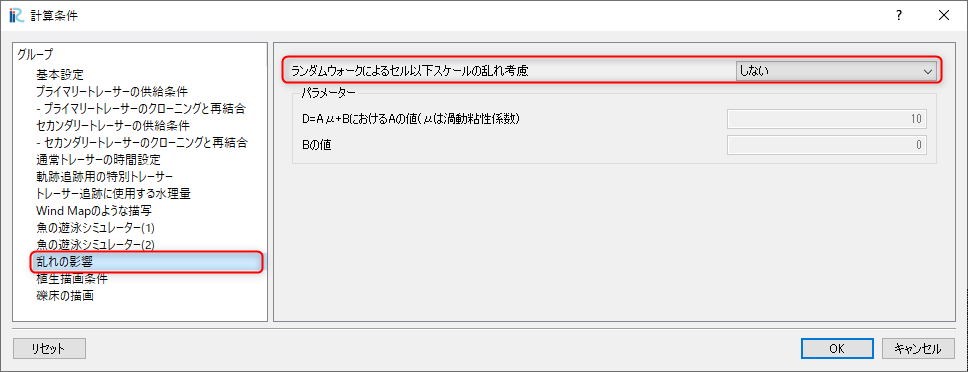 計算条件
グループ
基本設定
プライマリートレーサーの供給条件
- プライマリートレーサーのクローニングと再結合
セカンダリートレーサーの供給条件
- セカンダリートレーサーのクローニングと再結合
通常トレーサーの時間設定
軌跡追跡用の特別トレーサー
トレーサー追跡に使用する水理量
Wind Mapのような描写
魚の遊泳シミュレーター(1)
魚の遊泳シミュレーター(2)
乱れの影響
植生描画条件
礫床の描画
ランダムウォークによるセル以下スケールの乱れ考慮 しない
パラメーター
D=Aμ+BにおけるAの値(μは渦動粘性係数) 10
Bの値 0
リセット OK キャンセル